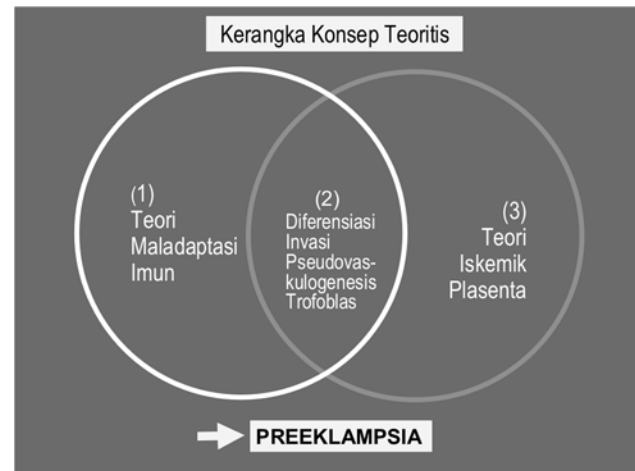 Kerangka Konsep Teoritis
(1)
Teori
Maladaptasi
Imun
(2)
Diferensiasi
Invasi
Pseudovas-
kulogenesis
Trofoblas
(3)
Teori
Iskemik
Plasenta
PREEKLAMPSIA